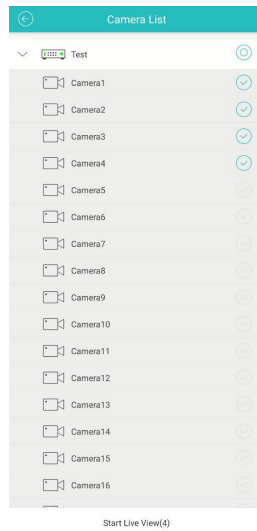 Camera List
Test
Camera1
Camera2
Camera3
Camera4
Camera5
Camera6
Camera7
Camera8
Camera9
Camera10
Camera11
Camera12
Camera13
Camera14
Camera15
Camera16
Start Live View(4)